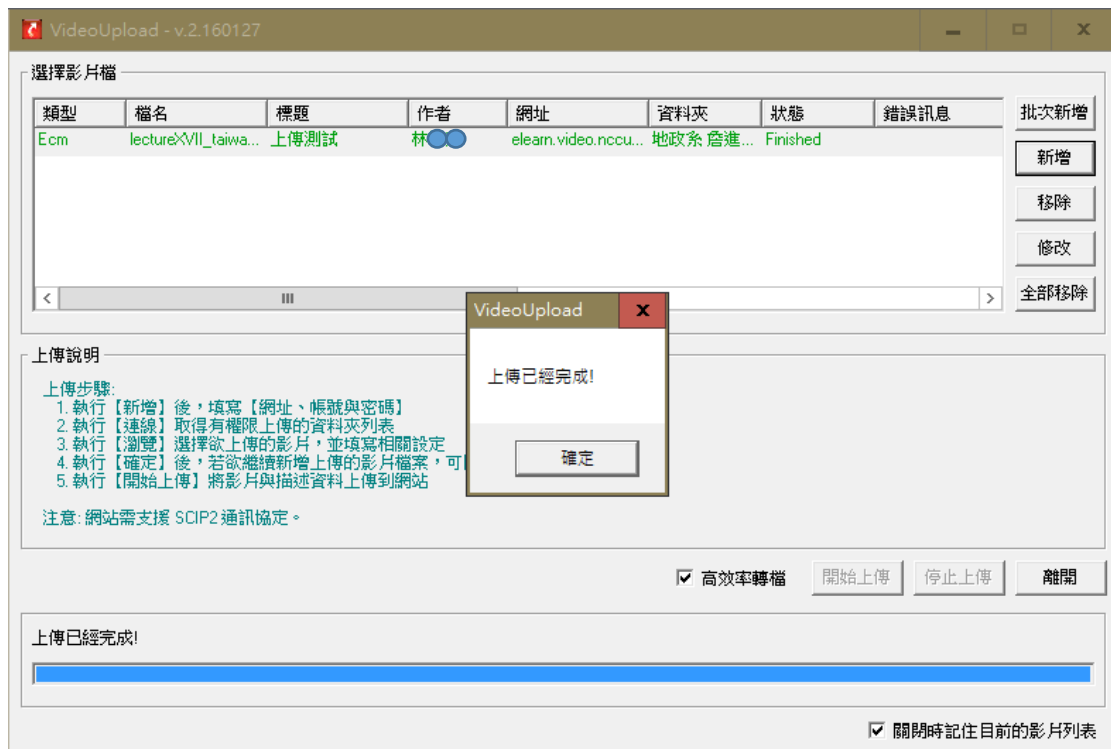 VideoUpload - v.2.160127
選擇影片檔
類型 檔名 標題 作者 網址 資料夾 狀態 錯誤訊息
Ecm lectureXVII_taiwa... 上傳測試 林 elearn.video.nccu... 地政系 詹進... Finished
批次新增
新增
移除
修改
全部移除
VideoUpload
上傳已經完成!
確定
上傳說明
上傳步驟:
1. 執行【新增】後,填寫【網址、帳號與密碼】
2. 執行【連線】取得有權限上傳的資料夾列表
3. 執行【瀏覽】選擇欲上傳的影片,並填寫相關設定
4. 執行【確定】後,若欲繼續新增上傳的影片檔案,可
5. 執行【開始上傳】將影片與描述資料上傳到網站
注意: 網站需支援 SCIP2 通訊協定。
高效率轉檔 開始上傳 停止上傳 離開
上傳已經完成!
關閉時記住目前的影片列表